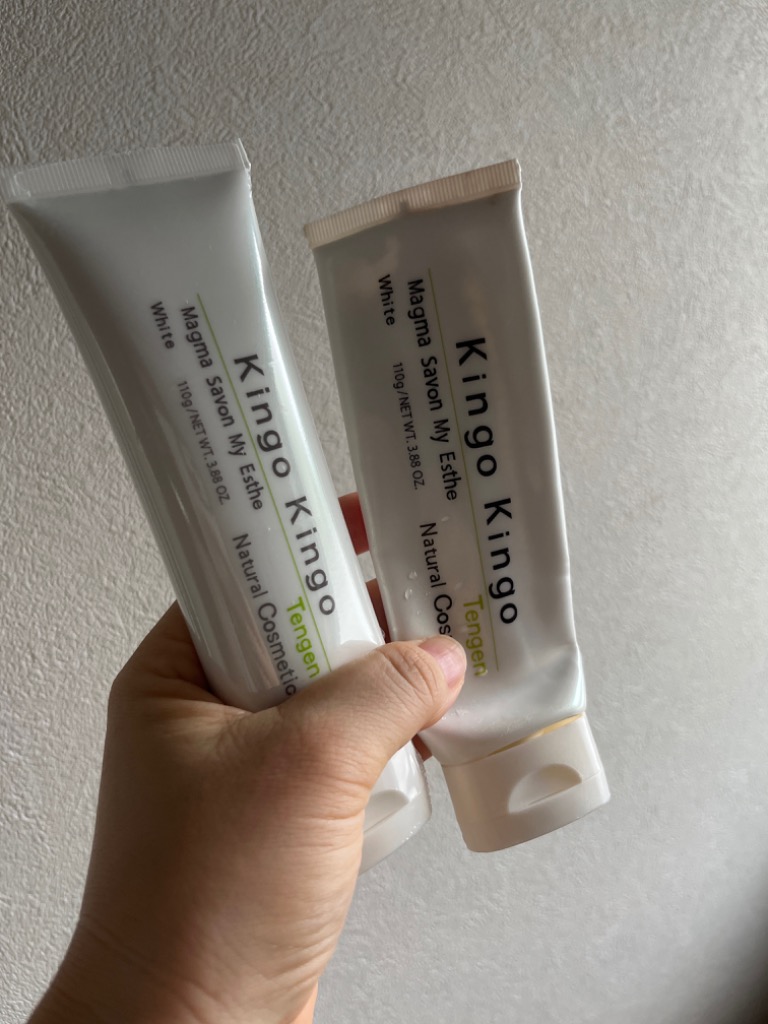 Kingo Kingo
Tengen
Magma Savon My Esthe Natural Cosmetic
White 110g/NET WT. 3.88 OZ.
Kingo Kingo
Tengen
Magma Savon My Esthe Natural Cos
White 110g/NET WT. 3.88 OZ.